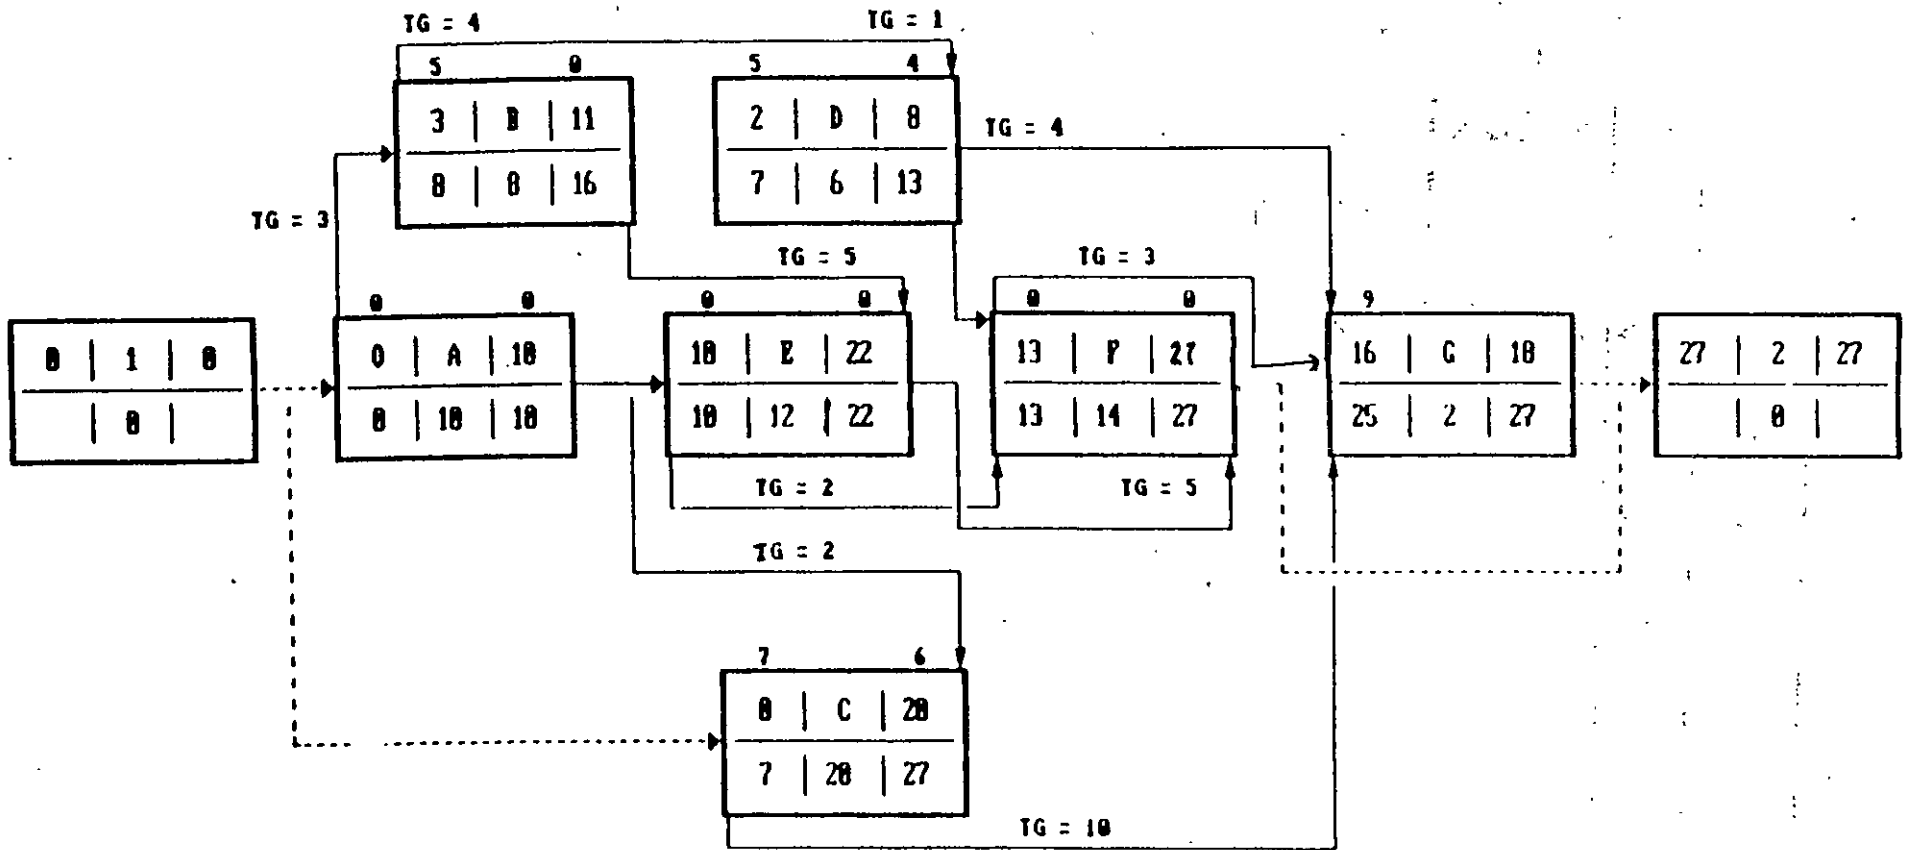 TG = 4
TG = 1
5 0
3 | B | 11
8 | 8 | 16
5 4
2 | D | 8
7 | 6 | 13
TG = 4
TG = 3
TG = 5
TG = 3
0 | 1 | 0
| 0 |
0 0
0 | A | 10
0 | 10 | 10
0 0
10 | E | 22
10 | 12 | 22
0 0
13 | F | 27
13 | 14 | 27
9
16 | G | 18
25 | 2 | 27
27 | 2 | 27
| 0 |
TG = 2
TG = 5
TG = 2
7 6
0 | C | 20
7 | 20 | 27
TG = 10